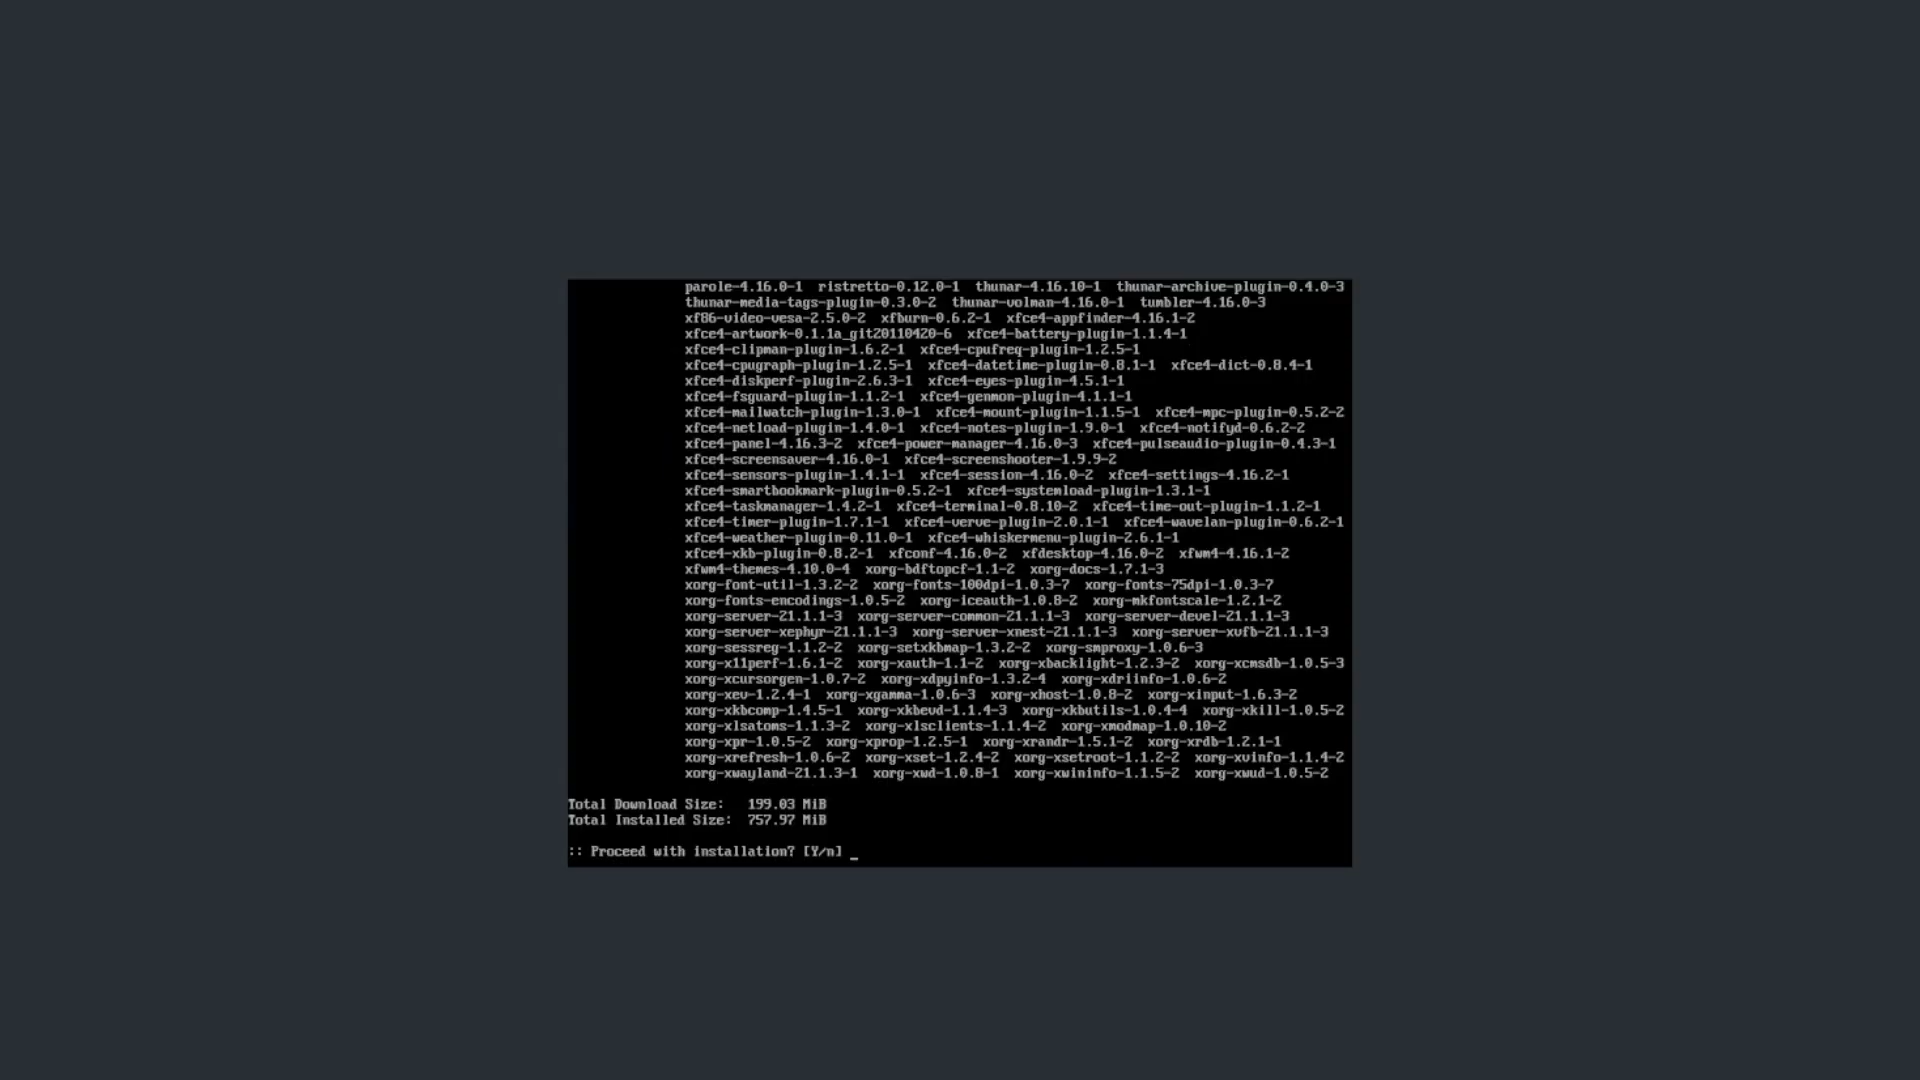 parole-4.16.0-1 ristretto-0.12.0-1 thunar-4.16.10-1 thunar-archive-plugin-0.4.0-3
thunar-media-tags-plugin-0.3.0-2 thunar-volman-4.16.0-1 tumbler-4.16.0-3
xf86-video-vesa-2.5.0-2 xfburn-0.6.2-1 xfce4-appfinder-4.16.1-2
xfce4-artwork-0.1.1a_git20110420-6 xfce4-battery-plugin-1.1.4-1
xfce4-clipman-plugin-1.6.2-1 xfce4-cpufreq-plugin-1.2.5-1
xfce4-cpugraph-plugin-1.2.5-1 xfce4-datetime-plugin-0.8.1-1 xfce4-dict-0.8.4-1
xfce4-diskperf-plugin-2.6.3-1 xfce4-eyes-plugin-4.5.1-1
xfce4-fsguard-plugin-1.1.2-1 xfce4-genmon-plugin-4.1.1-1
xfce4-mailwatch-plugin-1.3.0-1 xfce4-mount-plugin-1.1.5-1 xfce4-mpc-plugin-0.5.2-2
xfce4-netload-plugin-1.4.0-1 xfce4-notes-plugin-1.9.0-1 xfce4-notifyd-0.6.2-2
xfce4-panel-4.16.3-2 xfce4-power-manager-4.16.0-3 xfce4-pulseaudio-plugin-0.4.3-1
xfce4-screensaver-4.16.0-1 xfce4-screenshooter-1.9.9-2
xfce4-sensors-plugin-1.4.1-1 xfce4-session-4.16.0-2 xfce4-settings-4.16.2-1
xfce4-smartbookmark-plugin-0.5.2-1 xfce4-systemload-plugin-1.3.1-1
xfce4-taskmanager-1.4.2-1 xfce4-terminal-0.8.10-2 xfce4-time-out-plugin-1.1.2-1
xfce4-timer-plugin-1.7.1-1 xfce4-verve-plugin-2.0.1-1 xfce4-wavelan-plugin-0.6.2-1
xfce4-weather-plugin-0.11.0-1 xfce4-whiskermenu-plugin-2.6.1-1
xfce4-xkb-plugin-0.8.2-1 xfconf-4.16.0-2 xfdesktop-4.16.0-2 xfwm4-4.16.1-2
xfwm4-themes-4.10.0-4 xorg-bdftopcf-1.1-2 xorg-docs-1.7.1-3
xorg-font-util-1.3.2-2 xorg-fonts-100dpi-1.0.3-7 xorg-fonts-75dpi-1.0.3-7
xorg-fonts-encodings-1.0.5-2 xorg-iceauth-1.0.8-2 xorg-mkfontscale-1.2.1-2
xorg-server-21.1.1-3 xorg-server-common-21.1.1-3 xorg-server-devel-21.1.1-3
xorg-server-xephyr-21.1.1-3 xorg-server-xnest-21.1.1-3 xorg-server-xvfb-21.1.1-3
xorg-sessreg-1.1.2-2 xorg-setxkbmap-1.3.2-2 xorg-smproxy-1.0.6-3
xorg-x11perf-1.6.1-2 xorg-xauth-1.1-2 xorg-xbacklight-1.2.3-2 xorg-xcmsdb-1.0.5-3
xorg-xcursorgen-1.0.7-2 xorg-xdpyinfo-1.3.2-4 xorg-xdriinfo-1.0.6-2
xorg-xev-1.2.4-1 xorg-xgamma-1.0.6-3 xorg-xhost-1.0.8-2 xorg-xinput-1.6.3-2
xorg-xkbcomp-1.4.5-1 xorg-xkbevd-1.1.4-3 xorg-xkbutils-1.0.4-4 xorg-xkill-1.0.5-2
xorg-xlsatoms-1.1.3-2 xorg-xlsclients-1.1.4-2 xorg-xmodmap-1.0.10-2
xorg-xpr-1.0.5-2 xorg-xprop-1.2.5-1 xorg-xrandr-1.5.1-2 xorg-xrdb-1.2.1-1
xorg-xrefresh-1.0.6-2 xorg-xset-1.2.4-2 xorg-xsetroot-1.1.2-2 xorg-xvinfo-1.1.4-2
xorg-xwayland-21.1.3-1 xorg-xwd-1.0.8-1 xorg-xwininfo-1.1.5-2 xorg-xwud-1.0.5-2
Total Download Size: 199.03 MiB
Total Installed Size: 757.97 MiB
:: Proceed with installation? [Y/n] _